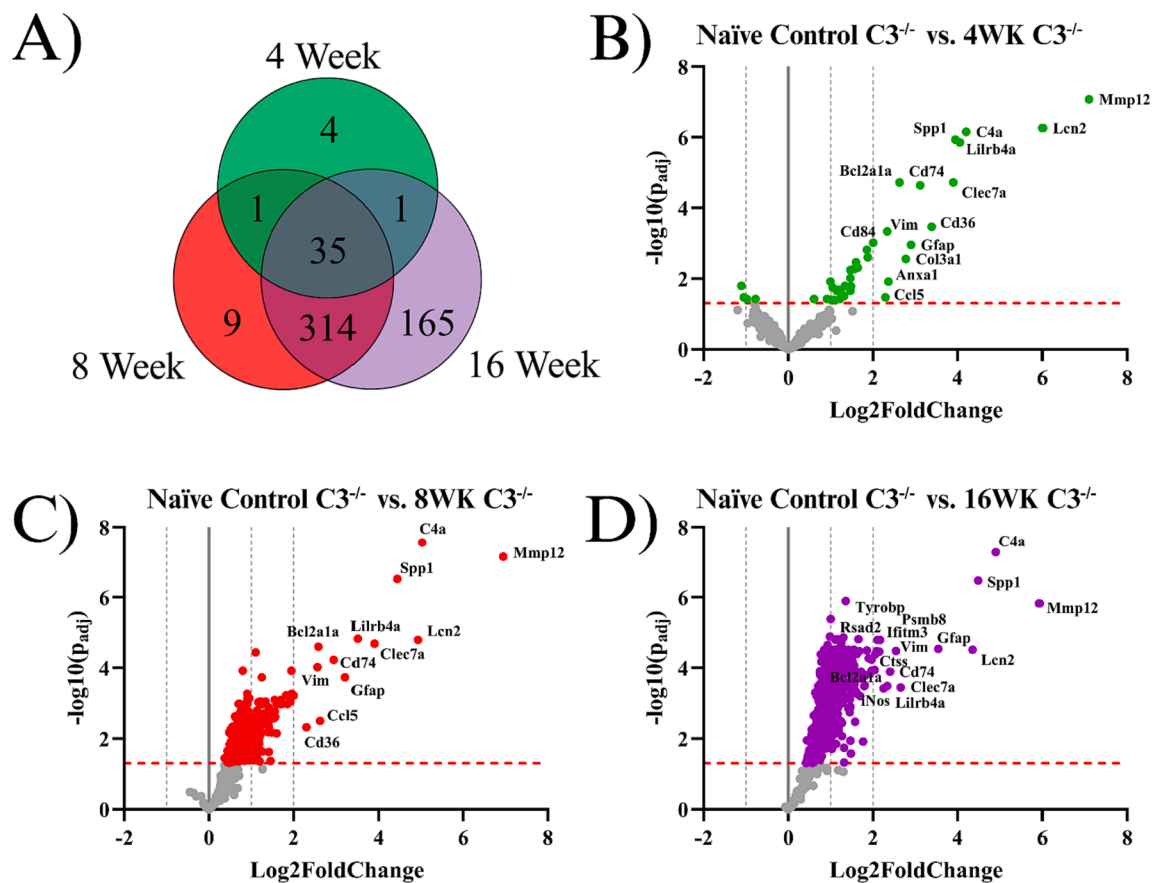 A)
4 Week
4
1
1
35
9
314
165
8 Week
16 Week
B)
Naïve Control C3-/- vs. 4WK C3-/-
-log10(padj)
8
6
4
2
0
-2
0
2
4
6
8
Log2FoldChange
Mmp12
Spp1
C4a
Lcn2
Lilrb4a
Bcl2a1a
Cd74
Clec7a
Vim
Cd36
Cd84
Gfap
Col3a1
Anxa1
Ccl5
C)
Naïve Control C3-/- vs. 8WK C3-/-
-log10(padj)
8
6
4
2
0
-2
0
2
4
6
8
Log2FoldChange
C4a
Mmp12
Spp1
Bcl2a1a
Lilrb4a
Lcn2
Clec7a
Cd74
Vim
Gfap
Ccl5
Cd36
D)
Naïve Control C3-/- vs. 16WK C3-/-
-log10(padj)
8
6
4
2
0
-2
0
2
4
6
8
Log2FoldChange
C4a
Spp1
Mmp12
Tyrobp
Psmb8
Rsad2
Ifitm3
Gfap
Vim
Lcn2
Ctss
Bcl2a1a
Cd74
Clec7a
iNos
Lilrb4a